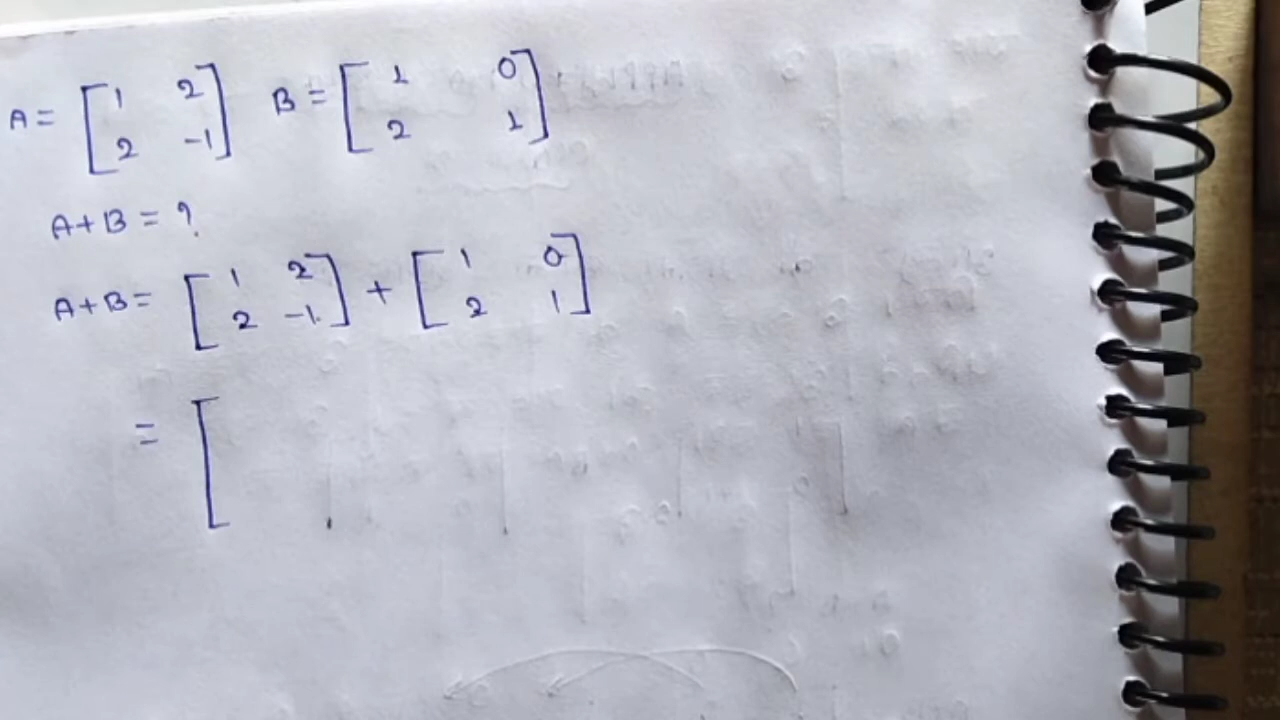 A = [ 1 2 B = [ 1 0
2 -1 ] 2 1 ]
A+B = ?
A+B = [ 1 2 + [ 1 0
2 -1 ] 2 1 ]
= [